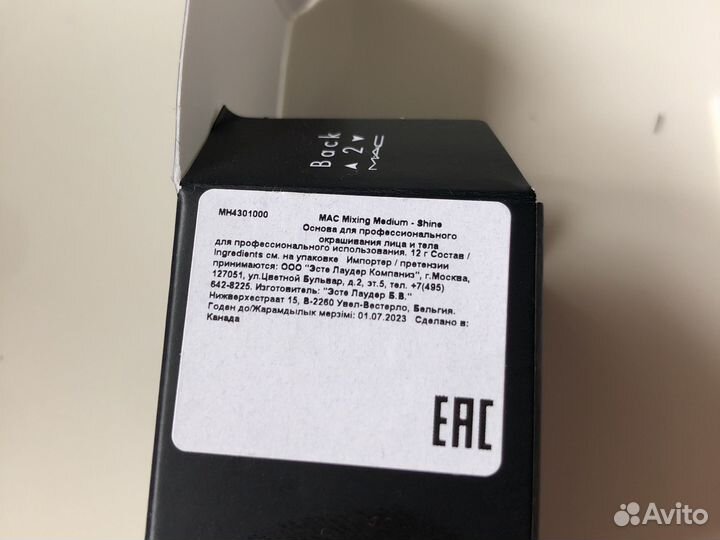 Back
2
MAC
MH4301000
MAC Mixing Medium - Shine
Основа для профессионального
окрашивания лица и тела
для профессионального использования. 12 г Состав /
Ingredients см. на упаковке Импортер / претензии
принимаются: ООО "Эсте Лаудер Компаниз", г.Москва,
127051, ул.Цветной Бульвар, д.2, эт.5, тел. +7(495)
642-8225. Изготовитель: "Эсте Лаудер Б.В."
Нижверхестраат 15, B-2260 Увел-Вестерло, Бельгия.
Годен до/Жарамдылык мерзімі: 01.07.2023 Сделано в:
Канада
EAC
Avito